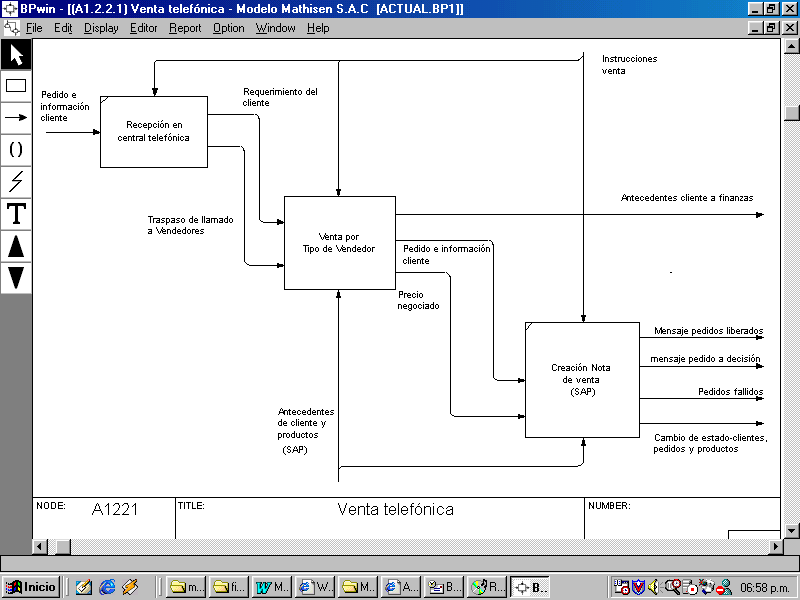 BPwin - [(A1.2.2.1) Venta telefónica - Modelo Mathisen S.A.C [ACTUAL.BP1]]
File Edit Display Editor Report Option Window Help
Instrucciones
venta
Pedido e
información
cliente
Requerimiento del
cliente
Recepción en
central telefónica
Antecedentes cliente a finanzas
Traspaso de llamado
a Vendedores
Venta por
Tipo de Vendedor
Pedido e información
cliente
Precio
negociado
Mensaje pedidos liberados
mensaje pedido a decisión
Creación Nota
de venta
(SAP)
Pedidos fallidos
Antecedentes
de cliente y
productos
(SAP)
Cambio de estado-clientes,
pedidos y productos
NODE: A1221 TITLE: Venta telefónica NUMBER:
Inicio m... fi... M... W... M... A... B... R... B.. 06:58 p.m.